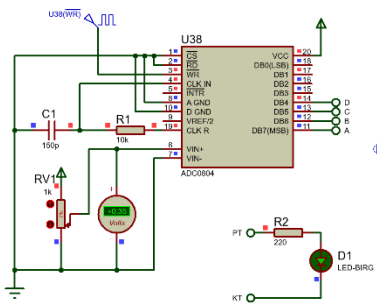 U38(WR)
U38
1 CS
2 RD
3 WR
4 CLK IN
5 INTR
8 A GND
10 D GND
9 VREF/2
19 CLK R
6 VIN+
7 VIN-
VCC 20
DB0(LSB) 18
DB1 17
DB2 16
DB3 15
DB4 14 D
DB5 13 C
DB6 12 B
DB7(MSB) 11 A
ADC0804
C1
150p
R1
10k
RV1
1k
Volts
R2
220
PT
D1
LED-BIRG
KT